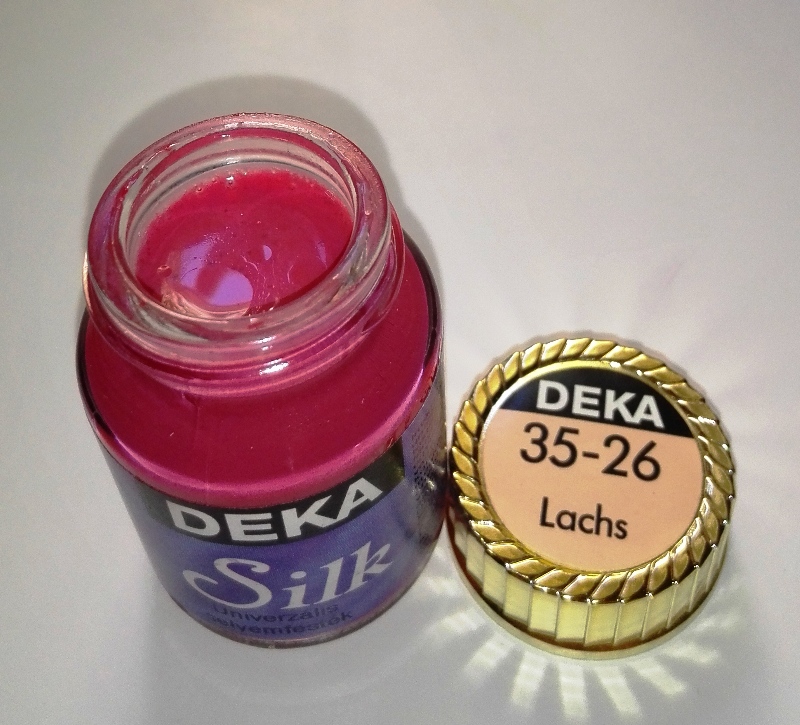 DEKA
Silk
Univerzális
selyemfesték
DEKA
35-26
Lachs